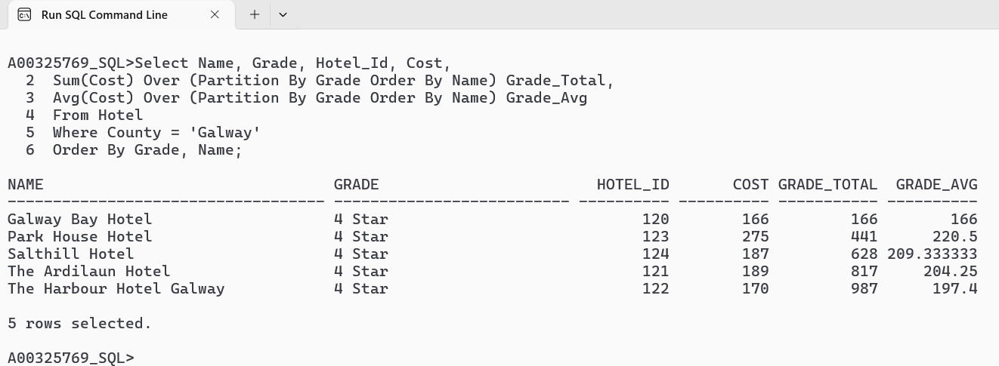 Run SQL Command Line
A00325769_SQL>Select Name, Grade, Hotel_Id, Cost,
  2  Sum(Cost) Over (Partition By Grade Order By Name) Grade_Total,
  3  Avg(Cost) Over (Partition By Grade Order By Name) Grade_Avg
  4  From Hotel
  5  Where County = 'Galway'
  6  Order By Grade, Name;
NAME                                GRADE                        HOTEL_ID       COST GRADE_TOTAL  GRADE_AVG
----------------------------------- -------------------------- ---------- ---------- ----------- ----------
Galway Bay Hotel                    4 Star                            120        166         166        166
Park House Hotel                    4 Star                            123        275         441      220.5
Salthill Hotel                      4 Star                            124        187         628 209.333333
The Ardilaun Hotel                  4 Star                            121        189         817     204.25
The Harbour Hotel Galway            4 Star                            122        170         987      197.4
5 rows selected.
A00325769_SQL>